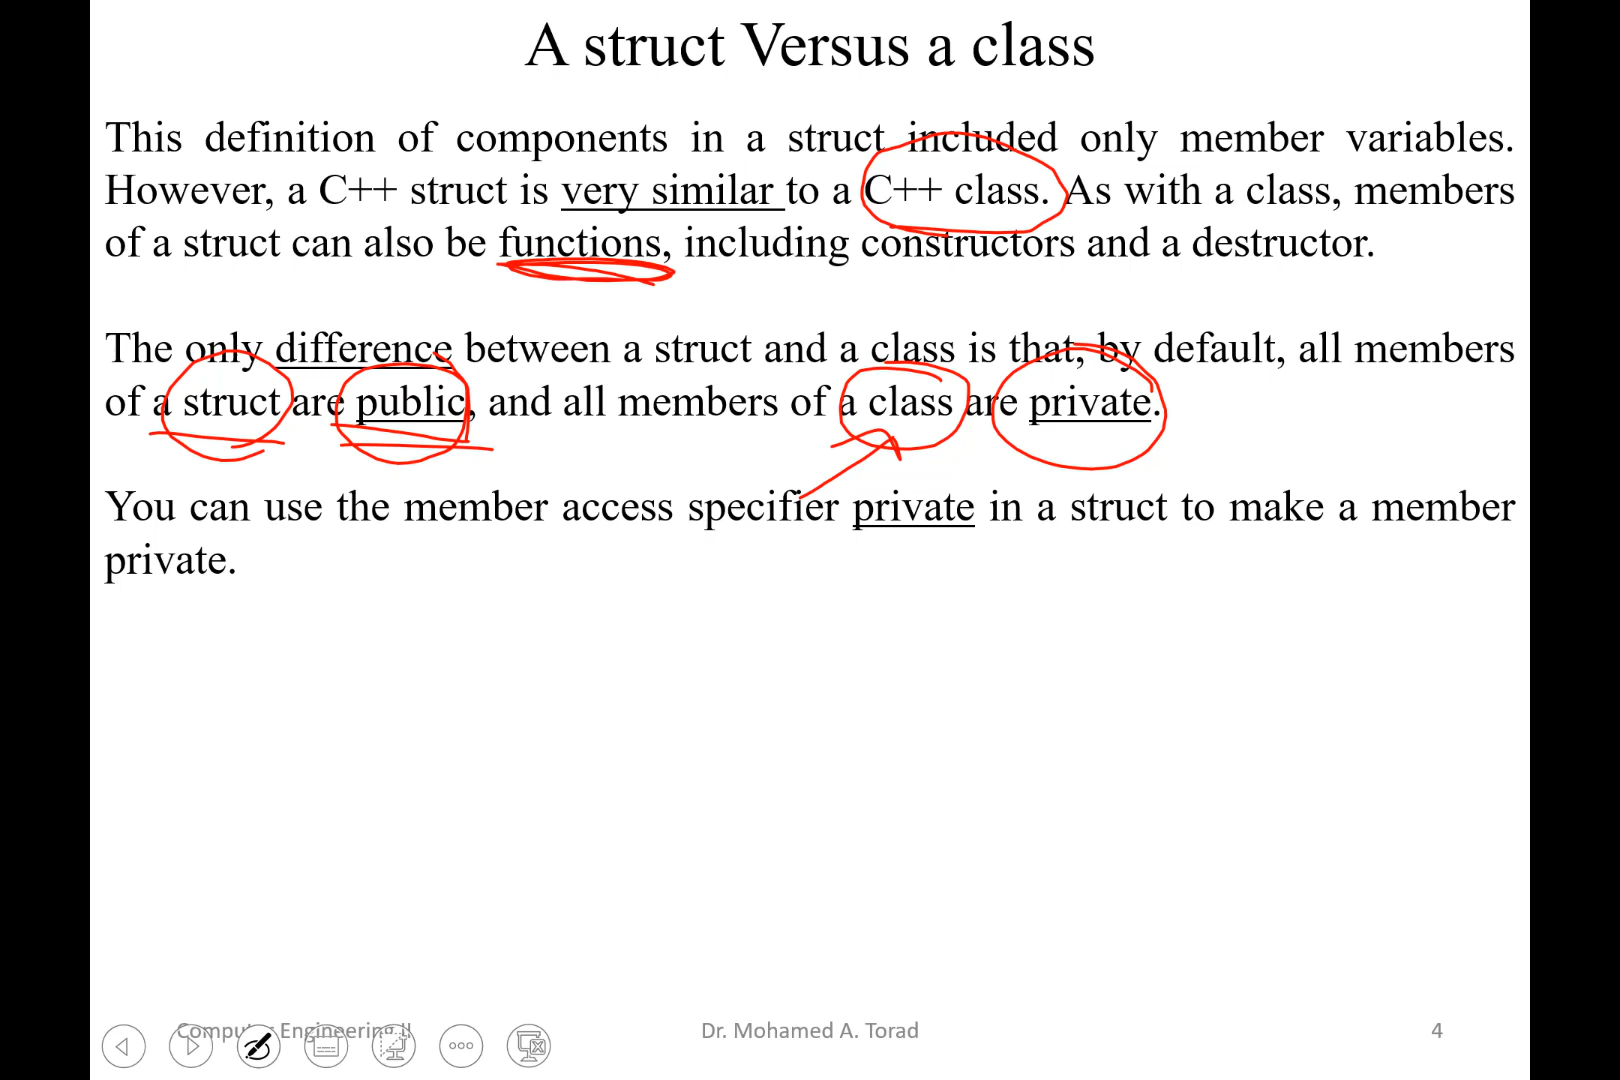 A struct Versus a class
This definition of components in a struct included only member variables.
However, a C++ struct is very similar to a C++ class. As with a class, members
of a struct can also be functions, including constructors and a destructor.
The only difference between a struct and a class is that, by default, all members
of a struct are public, and all members of a class are private.
You can use the member access specifier private in a struct to make a member
private.
Computer Engineering II
Dr. Mohamed A. Torad
4